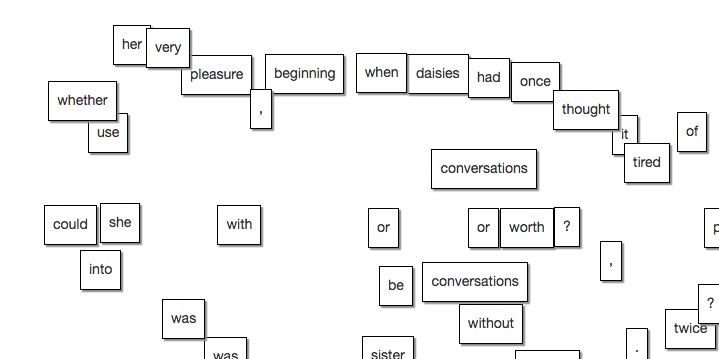 her very
pleasure beginning when daisies had once
whether , thought
use it of
conversations tired
could she with or or worth ?
into , 
be conversations
was without twice ?
was sister .